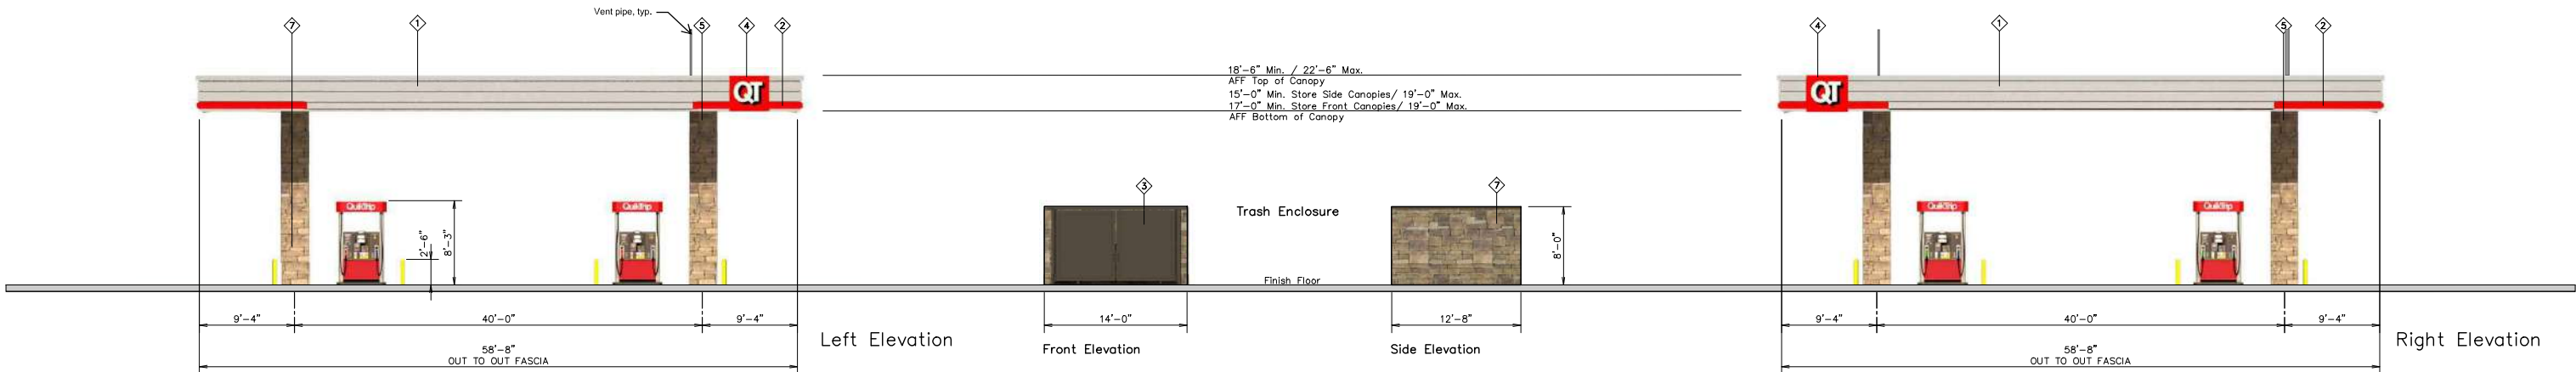 Vent pipe, typ.
7
1
5
4
2
QT
QuikTrip
QuikTrip
2'-6"
8'-3"
9'-4"
40'-0"
9'-4"
58'-8"
OUT TO OUT FASCIA
Left Elevation
18'-6" Min. / 22'-6" Max.
AFF Top of Canopy
15'-0" Min. Store Side Canopies/ 19'-0" Max.
17'-0" Min. Store Front Canopies/ 19'-0" Max.
AFF Bottom of Canopy
3
Trash Enclosure
7
8'-0"
Finish Floor
14'-0"
12'-8"
Front Elevation
Side Elevation
4
1
5
2
QT
QuikTrip
QuikTrip
9'-4"
40'-0"
9'-4"
58'-8"
OUT TO OUT FASCIA
Right Elevation